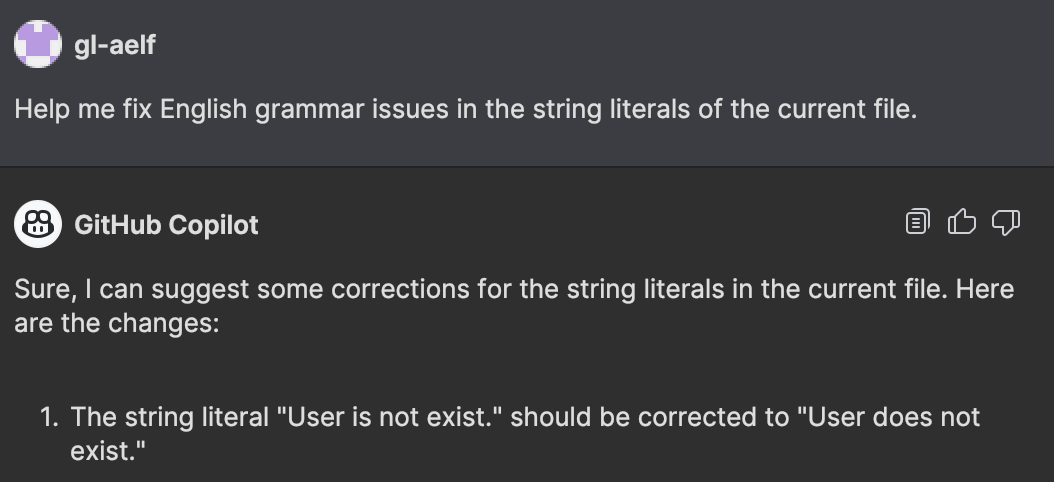 gl-aelf
Help me fix English grammar issues in the string literals of the current file.
GitHub Copilot
Sure, I can suggest some corrections for the string literals in the current file. Here
are the changes:
1. The string literal "User is not exist." should be corrected to "User does not
exist."